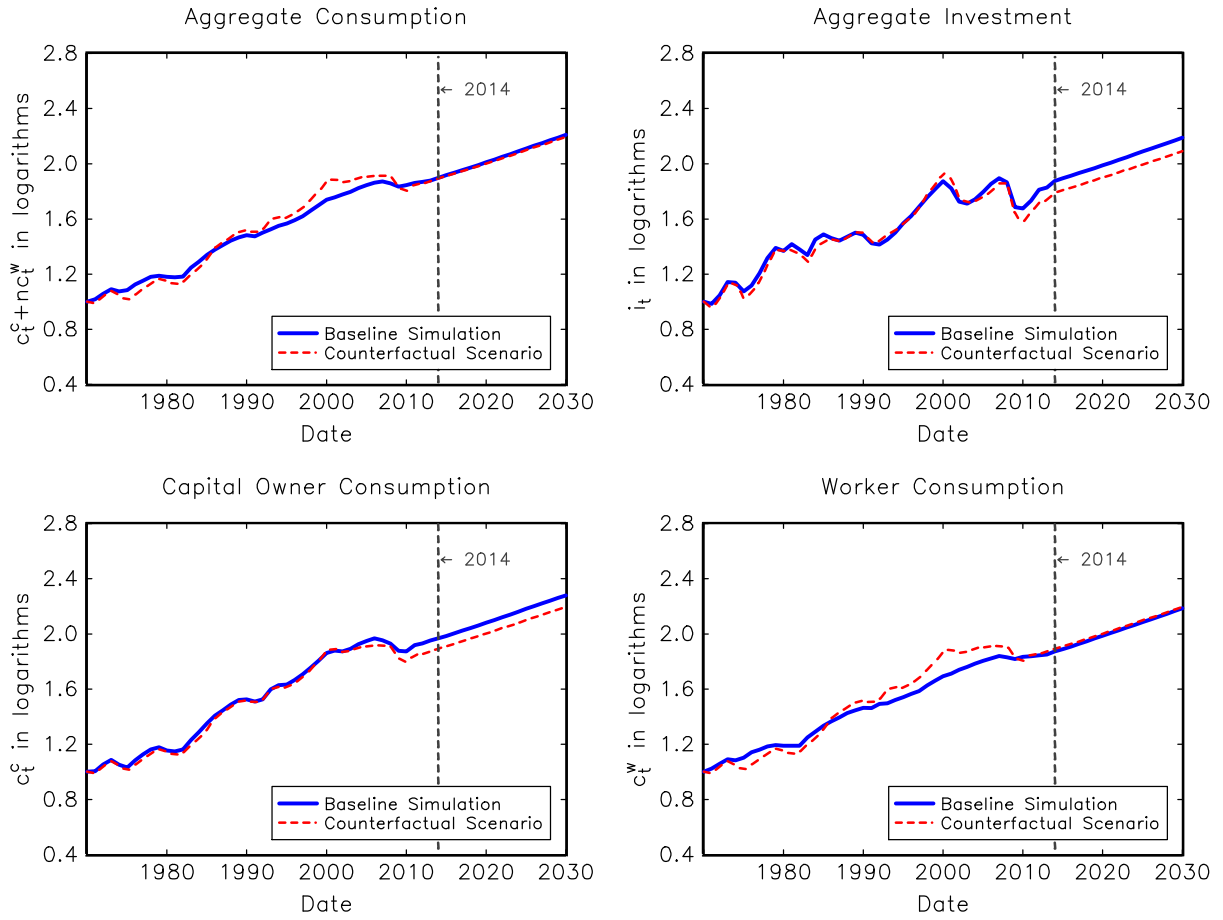 Aggregate Consumption
2.8
2.4
2.0
1.6
1.2
0.8
0.4
c_t^c+nc_t^w in logarithms
← 2014
Baseline Simulation
Counterfactual Scenario
1980 1990 2000 2010 2020 2030
Date
Aggregate Investment
2.8
2.4
2.0
1.6
1.2
0.8
0.4
i_t in logarithms
← 2014
Baseline Simulation
Counterfactual Scenario
1980 1990 2000 2010 2020 2030
Date
Capital Owner Consumption
2.8
2.4
2.0
1.6
1.2
0.8
0.4
c_t^c in logarithms
← 2014
Baseline Simulation
Counterfactual Scenario
1980 1990 2000 2010 2020 2030
Date
Worker Consumption
2.8
2.4
2.0
1.6
1.2
0.8
0.4
c_t^w in logarithms
← 2014
Baseline Simulation
Counterfactual Scenario
1980 1990 2000 2010 2020 2030
Date